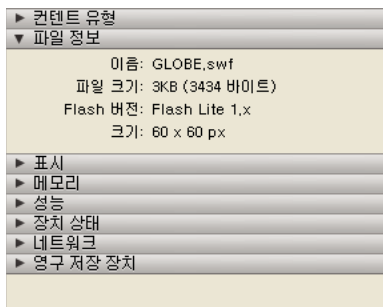 컨텐트 유형
파일 정보
이름: GLOBE.swf
파일 크기: 3KB (3434 바이트)
Flash 버전: Flash Lite 1.x
크기: 60 x 60 px
표시
메모리
성능
장치 상태
네트워크
영구 저장 장치